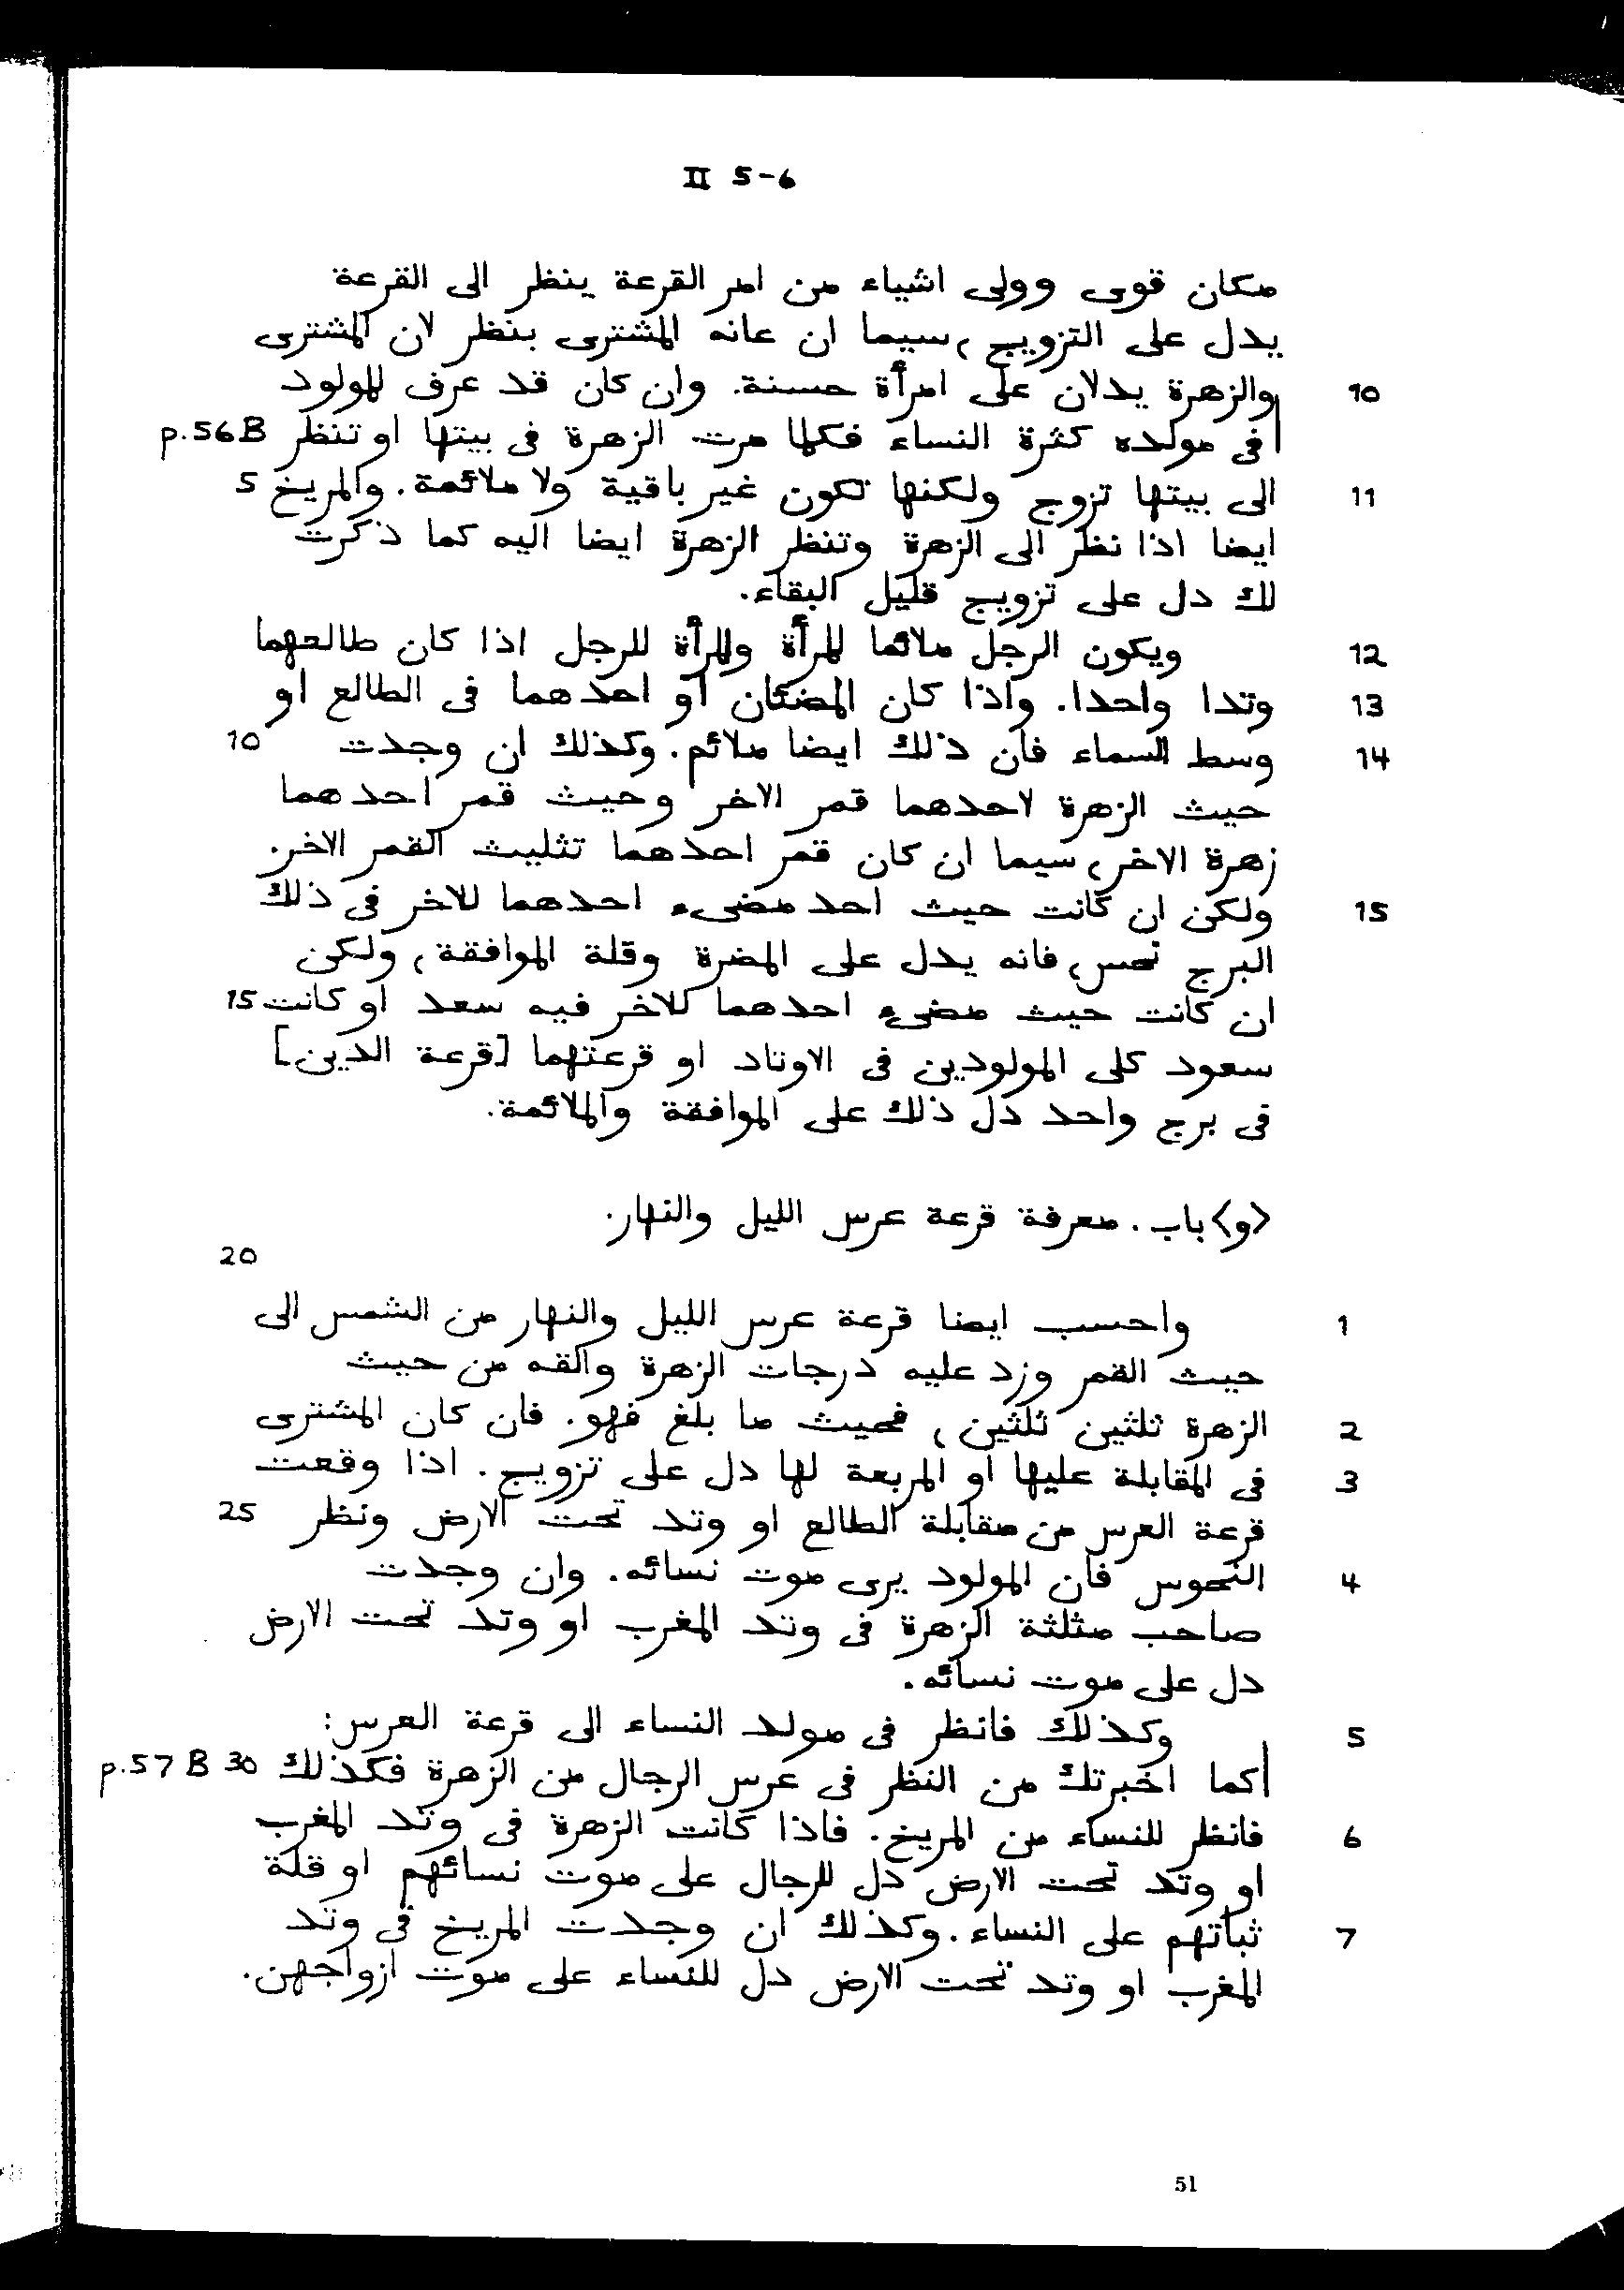 II 5-6
مكان قوى وولى اشياء من امر القرعة ينظر الى القرعة
يدل على التزويج، سيما ان عانه المشترى بنظر لان المشترى
10 والزهرة يدلان على امرأة حسنة. وان كان قد عرف للمولود
|فى مولده كثرة النساء فكلما مرت الزهرة فى بيتها او تنظر p.56B
11 الى بيتها تزوج ولكنها تكون غير باقية ولا ملائمة. والمريخ 5
ايضا اذا نظر الى الزهرة وتنظر الزهرة ايضا اليه كما ذكرت
لك دل على تزويج قليل البقاء.
12 ويكون الرجل ملائما للمرأة والمرأة للرجل اذا كان طالعهما
13 وتدا واحدا. واذا كان المضئان او احدهما فى الطالع او
14 وسط السماء فان ذلك ايضا ملائم. وكذلك ان وجدت 10
حيث الزهرة لاحدهما قمر الاخر وحيث قمر احدهما
زهرة الاخر، سيما ان كان قمر احدهما تثليث القمر الاخر.
15 ولكن ان كانت حيث احد مضىء احدهما للاخر فى ذلك
البرج نحس، فانه يدل على المضرة وقلة الموافقة، ولكن
ان كانت حيث مضىء احدهما للاخر فيه سعد او كانت 15
سعود كلى المولودين فى الاوتاد او قرعتهما [قرعة الدين]
فى برج واحد دل ذلك على الموافقة والملائمة.
<و> باب. معرفة قرعة عرس الليل والنهار.
20
1 واحسب ايضا قرعة عرس الليل والنهار من الشمس الى
حيث القمر وزد عليه درجات الزهرة والقه من حيث
2 الزهرة ثلثين ثلثين، فحيث ما بلغ فهو. فان كان المشترى
3 فى المقابلة عليها او المربعة لها دل على تزويج. اذا وقعت
قرعة العرس من مقابلة الطالع او وتد تحت الارض ونظر 25
4 النحوس فان المولود يرى موت نسائه. وان وجدت
صاحب مثلثة الزهرة فى وتد المغرب او وتد تحت الارض
دل على موت نسائه.
5 وكذلك فانظر فى مولد النساء الى قرعة العرس:
|كما اخبرتك من النظر فى عرس الرجال من الزهرة فكذلك 30 p.57 B
6 فانظر للنساء من المريخ. فاذا كانت الزهرة فى وتد المغرب
او وتد تحت الارض دل للرجال على موت نسائهم او قلة
7 ثباتهم على النساء. وكذلك ان وجدت المريخ فى وتد
المغرب او وتد تحت الارض دل للنساء على موت ازواجهن.
51